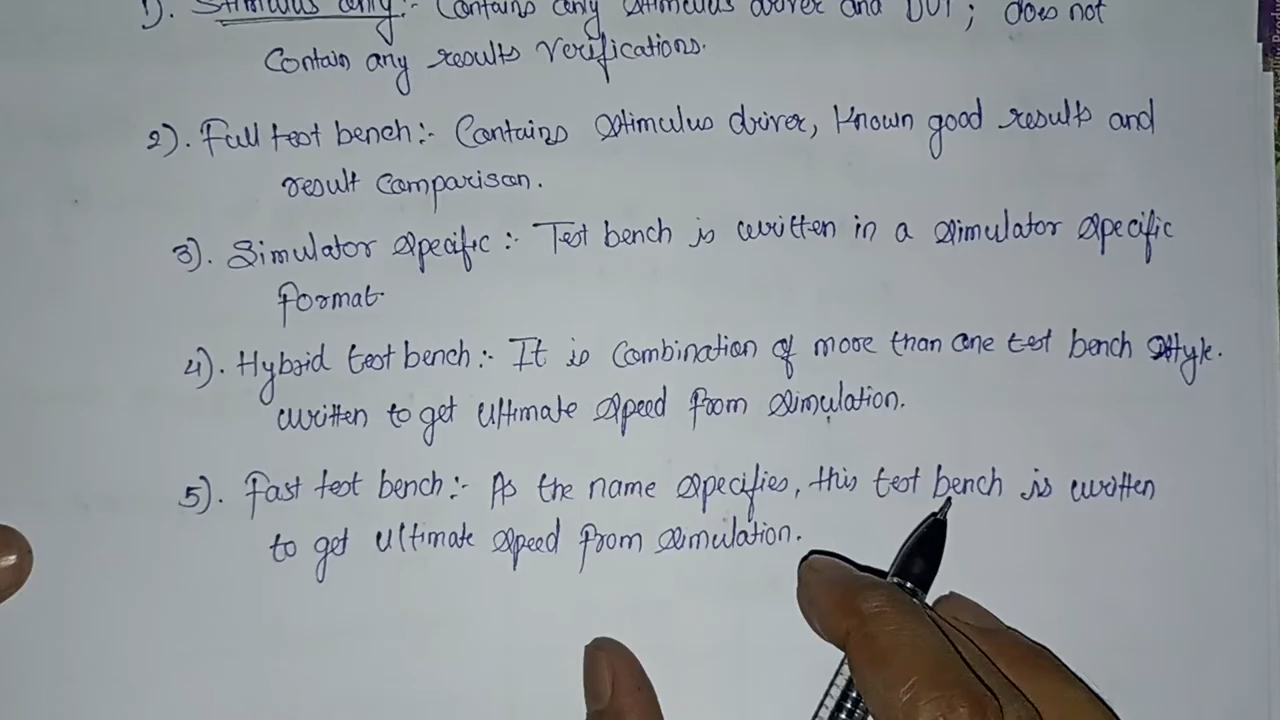 1). Stimulus only:- Contains only stimulus driver and DUT; does not
Contain any results verifications.
2). Full test bench:- Contains stimulus driver, known good results and
result comparison.
3). Simulator specific:- Test bench is written in a simulator specific
format.
4). Hybrid test bench:- It is combination of more than one test bench style.
written to get ultimate speed from simulation.
5). Fast test bench:- As the name specifies, this test bench is written
to get ultimate speed from simulation.